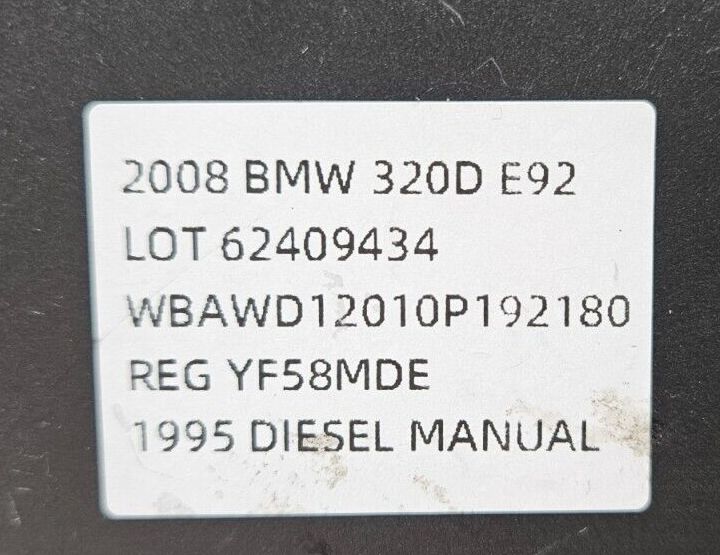 2008 BMW 320D E92
LOT 62409434
WBAWD12010P192180
REG YF58MDE
1995 DIESEL MANUAL